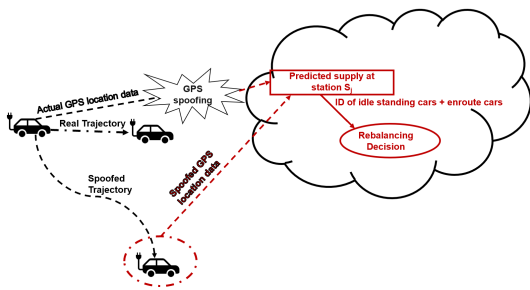 GPS
spoofing
Predicted supply at
station Sj
ID of idle standing cars + enroute cars
Actual GPS location data
Real Trajectory
Rebalancing
Decision
Spoofed
Trajectory
Spoofed GPS
location data